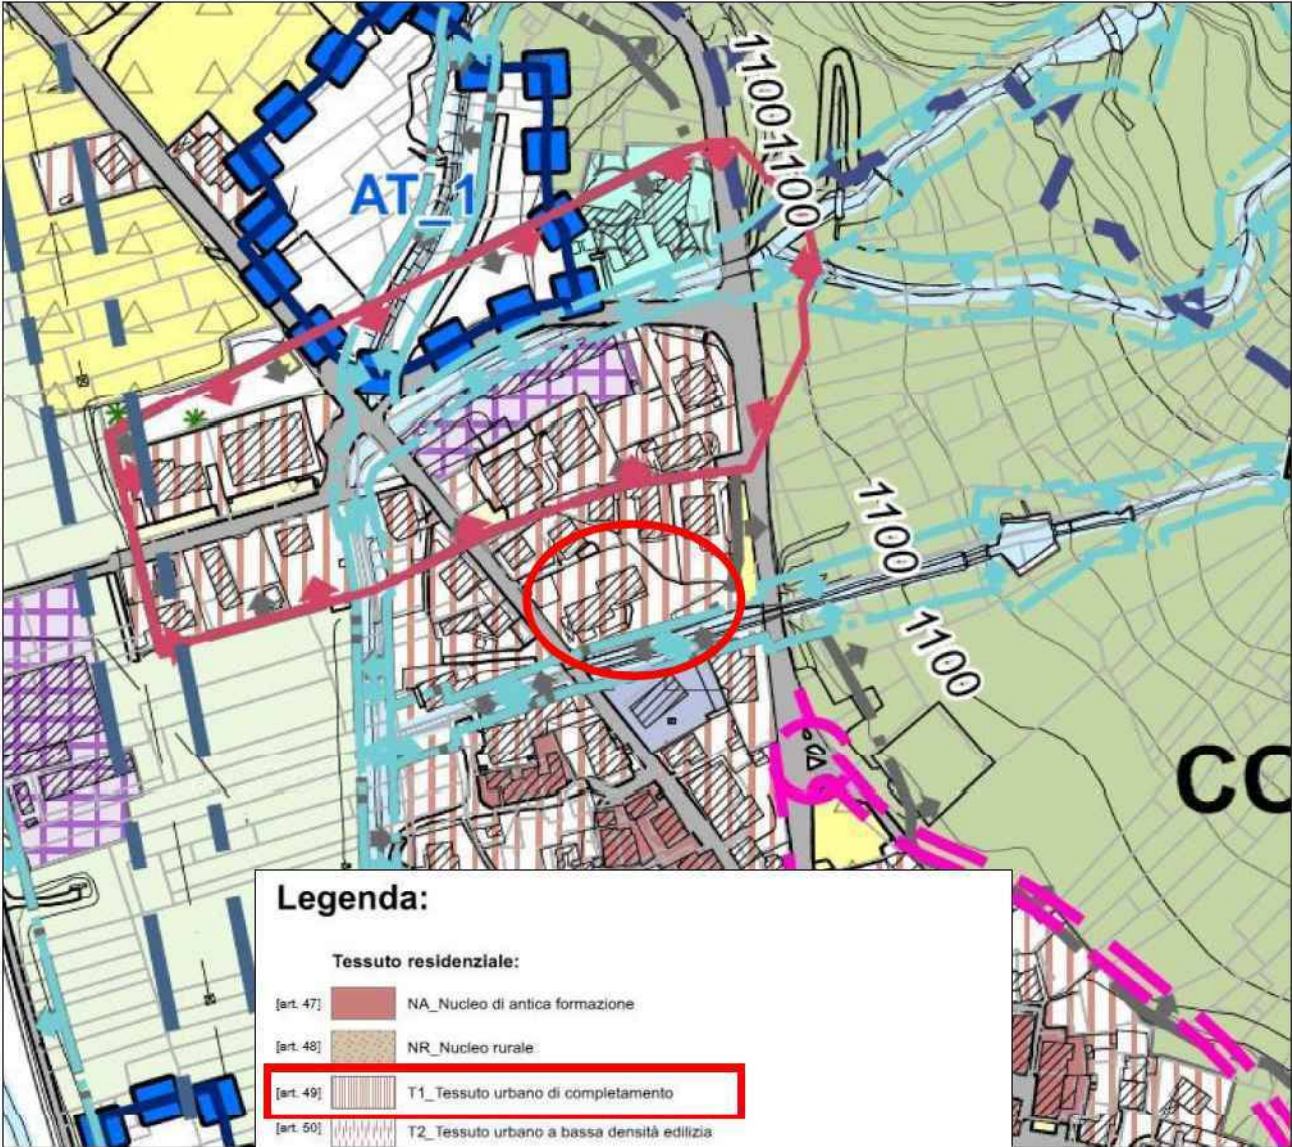 1100
1100
AT_1
1100
1100
CO
Legenda:
Tessuto residenziale:
[art. 47] NA_Nucleo di antica formazione
[art. 48] NR_Nucleo rurale
[art. 49] T1_Tessuto urbano di completamento
[art. 50] T2_Tessuto urbano a bassa densità edilizia